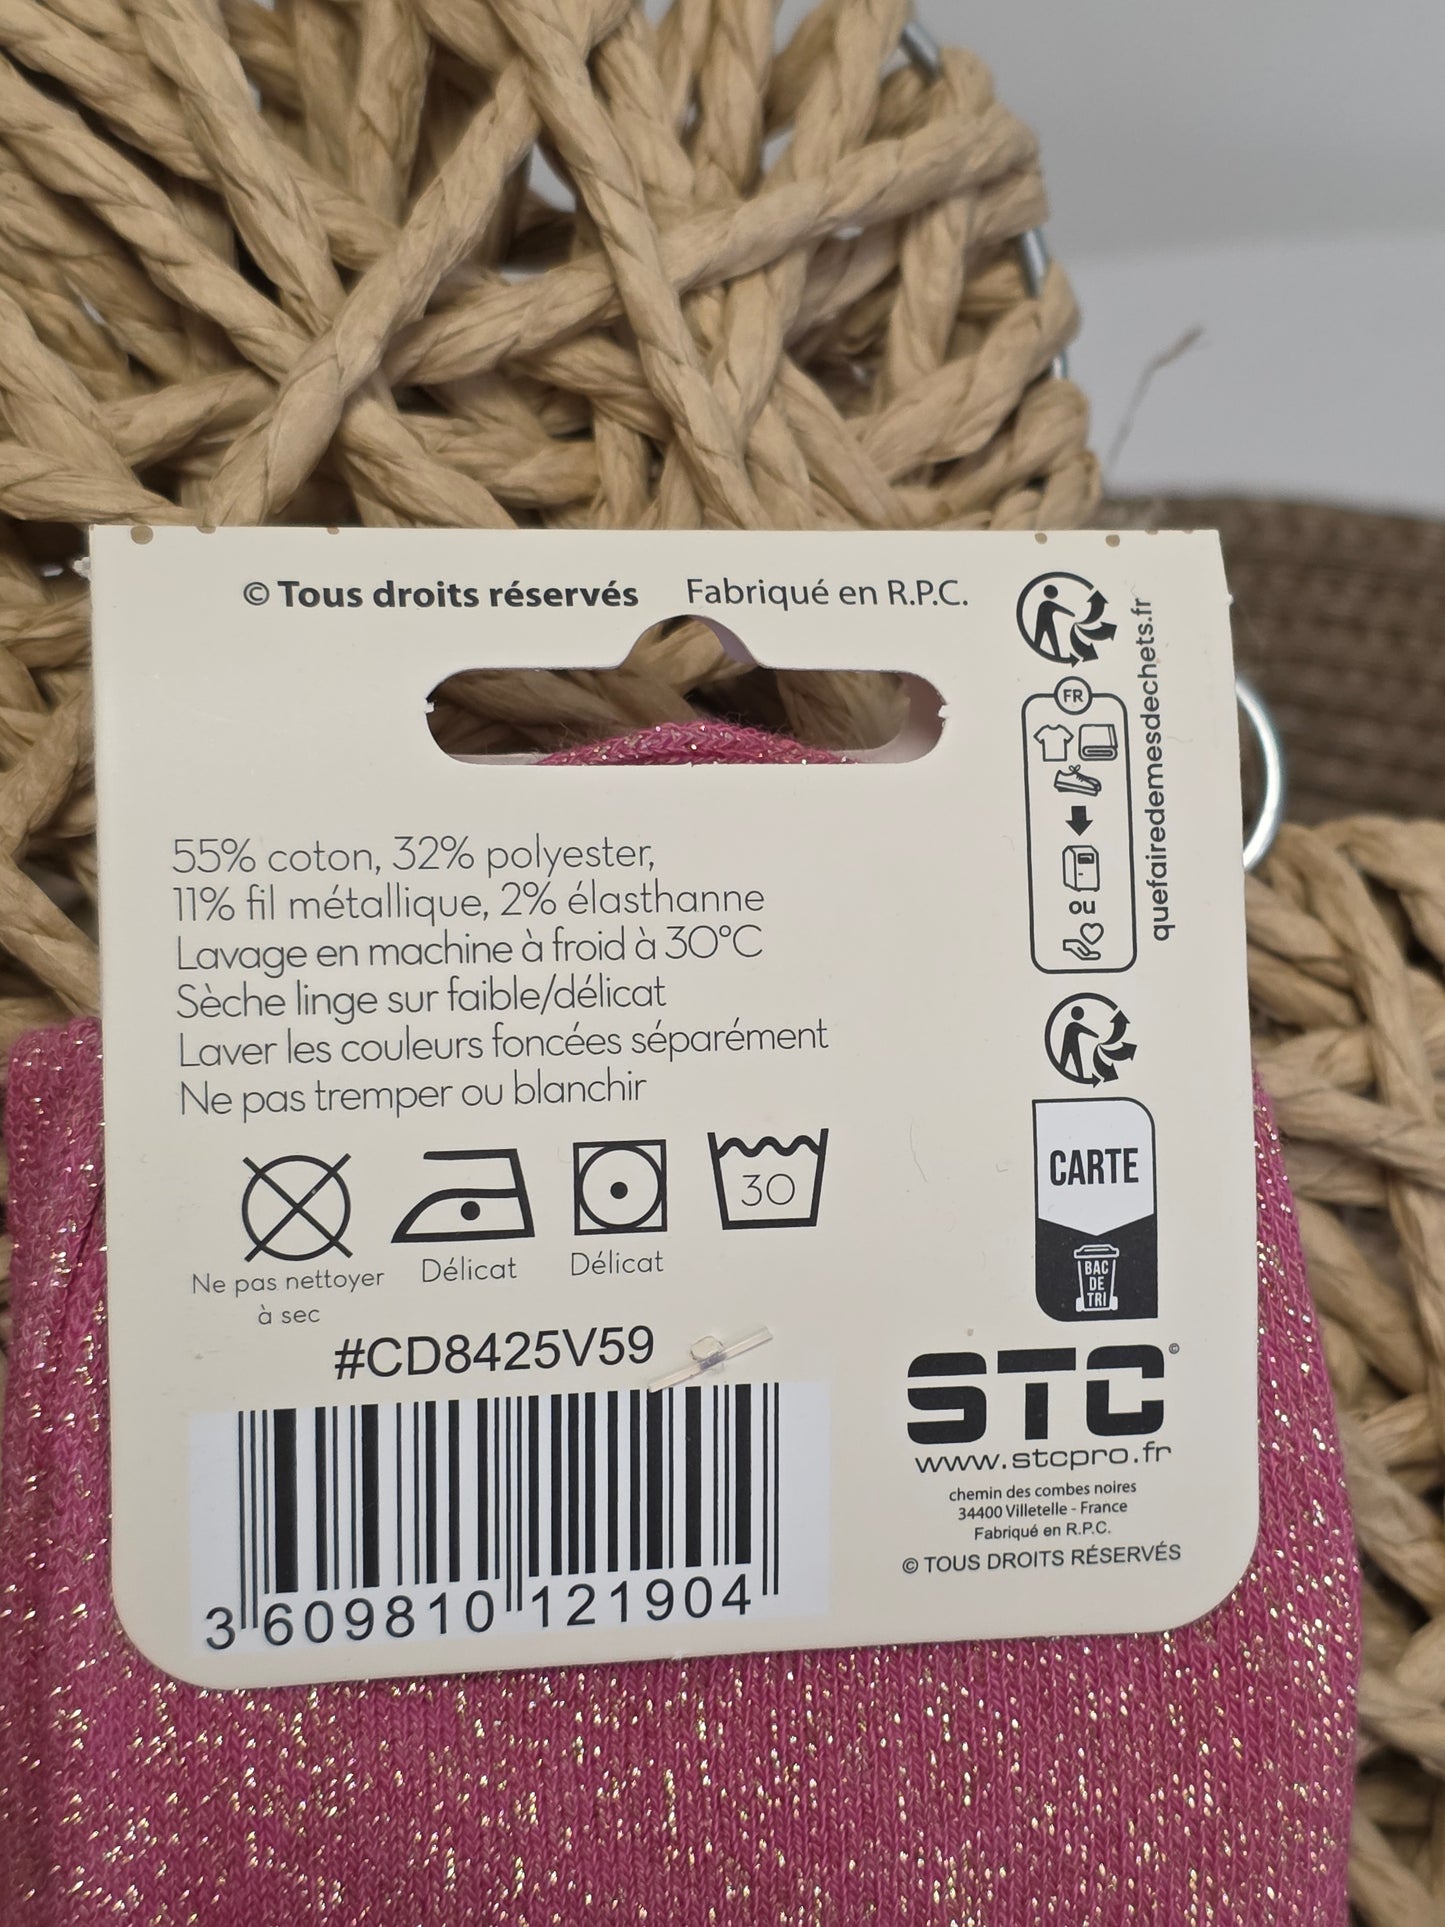 © Tous droits réservés Fabriqué en R.P.C.
quefairedemesdechets.fr
FR
ou
55% coton, 32% polyester,
11% fil métallique, 2% élasthanne
Lavage en machine à froid à 30°C
Sèche linge sur faible/délicat
Laver les couleurs foncées séparément
Ne pas tremper ou blanchir
30
Ne pas nettoyer
à sec
Délicat
Délicat
CARTE
BAC
DE
TRI
#CD8425V59
3 609810 121904
STC©
www.stcpro.fr
chemin des combes noires
34400 Villetelle - France
Fabriqué en R.P.C.
© TOUS DROITS RÉSERVÉS